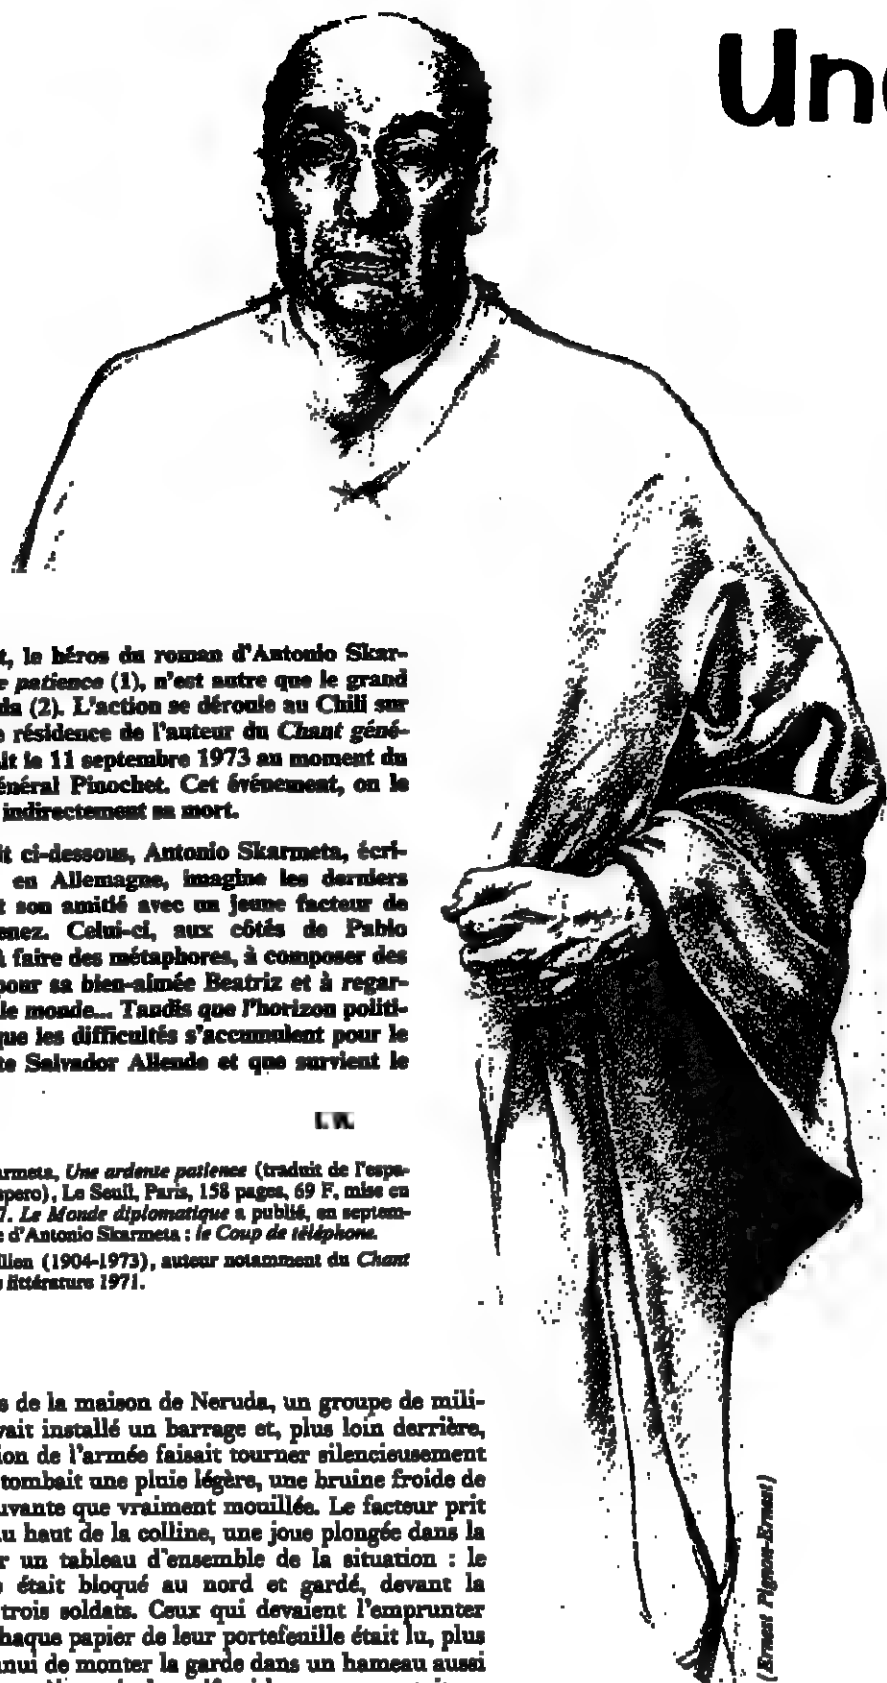 Une
t, le héros du roman d'Antonio Skar-
e patience (1), n'est autre que le grand
da (2). L'action se déroule au Chili sur
e résidence de l'auteur du Chant géné-
ait le 11 septembre 1973 au moment du
énéral Pinochet. Cet événement, on le
indirectement sa mort.
it ci-dessous, Antonio Skarmeta, écri-
en Allemagne, imagine les derniers
t son amitié avec un jeune facteur de
enez. Celui-ci, aux côtés de Pablo
à faire des métaphores, à composer des
pour sa bien-aimée Beatriz et à regar-
le monde... Tandis que l'horizon politi-
que les difficultés s'accumulent pour le
te Salvador Allende et que survient le
I. W.
armeta, Une ardente patience (traduit de l'espa-
spero), Le Seuil, Paris, 158 pages, 69 F, mise en
7. Le Monde diplomatique a publié, en septem-
e d'Antonio Skarmeta : le Coup de téléphone.
ilien (1904-1973), auteur notamment du Chant
e littérature 1971.
s de la maison de Neruda, un groupe de mili-
vait installé un barrage et, plus loin derrière,
ion de l'armée faisait tourner silencieusement
tombait une pluie légère, une bruine froide de
uvante que vraiment mouillée. Le facteur prit
au haut de la colline, une joue plongée dans la
r un tableau d'ensemble de la situation : le
était bloqué au nord et gardé, devant la
trois soldats. Ceux qui devaient l'emprunter
haque papier de leur portefeuille était lu, plus
nnui de monter la garde dans un hameau aussi
(Ernest Pignon-Ernest)